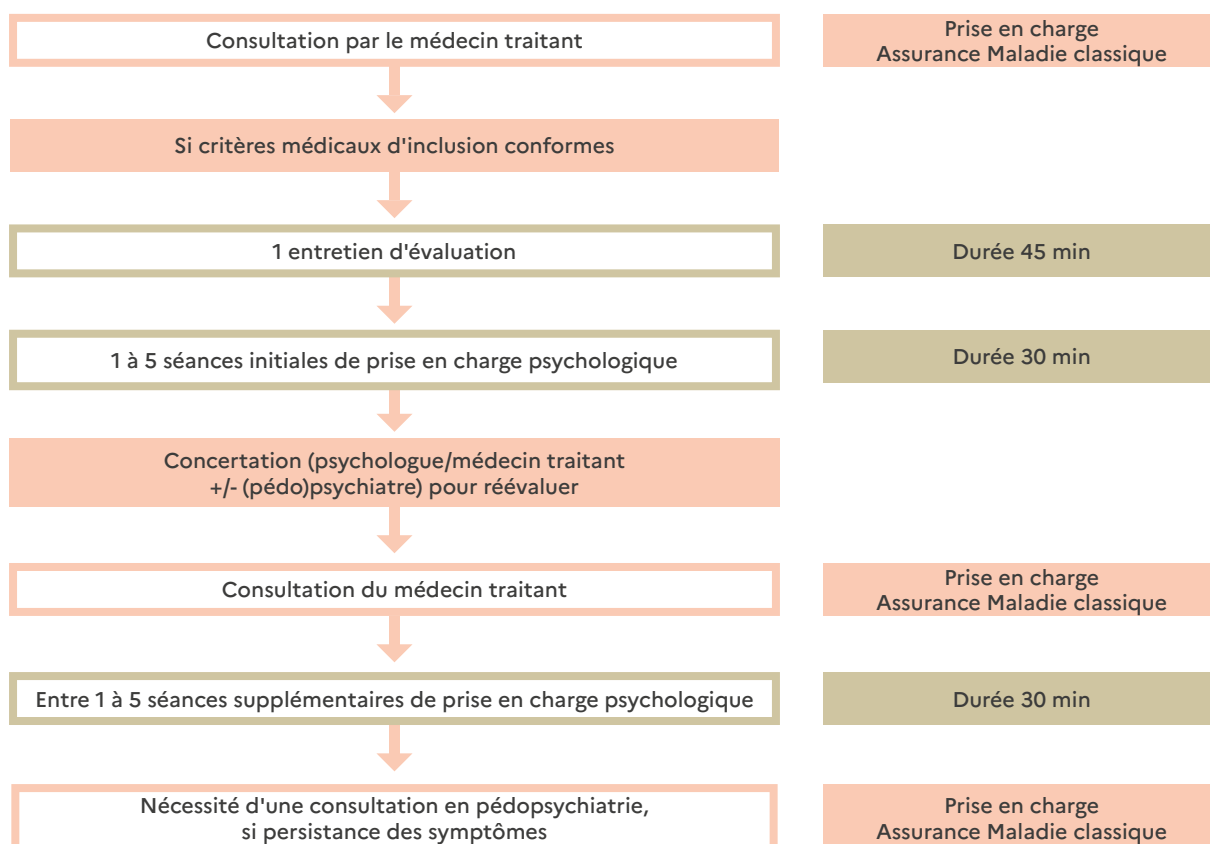 Consultation par le médecin traitant
Prise en charge
Assurance Maladie classique
Si critères médicaux d'inclusion conformes
1 entretien d'évaluation
Durée 45 min
1 à 5 séances initiales de prise en charge psychologique
Durée 30 min
Concertation (psychologue/médecin traitant
+/- (pédo)psychiatre) pour réévaluer
Consultation du médecin traitant
Prise en charge
Assurance Maladie classique
Entre 1 à 5 séances supplémentaires de prise en charge psychologique
Durée 30 min
Nécessité d'une consultation en pédopsychiatrie,
si persistance des symptômes
Prise en charge
Assurance Maladie classique